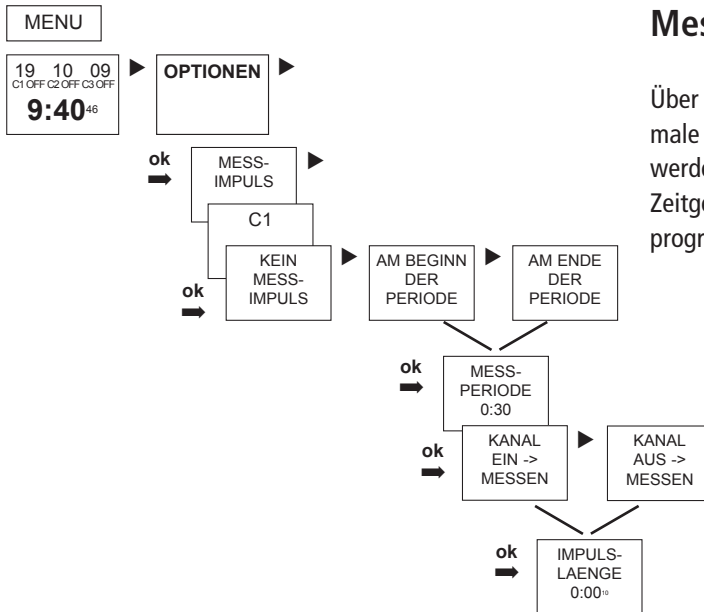 MENU
19 10 09
C1 OFF C2 OFF C3 OFF
9:40 46
OPTIONEN
ok
MESS-
IMPULS
C1
ok
KEIN
MESS-
IMPULS
AM BEGINN
DER
PERIODE
AM ENDE
DER
PERIODE
ok
MESS-
PERIODE
0:30
ok
KANAL
EIN ->
MESSEN
KANAL
AUS ->
MESSEN
ok
IMPULS-
LAENGE
0:00 10
Über
male
Zeitge
progr